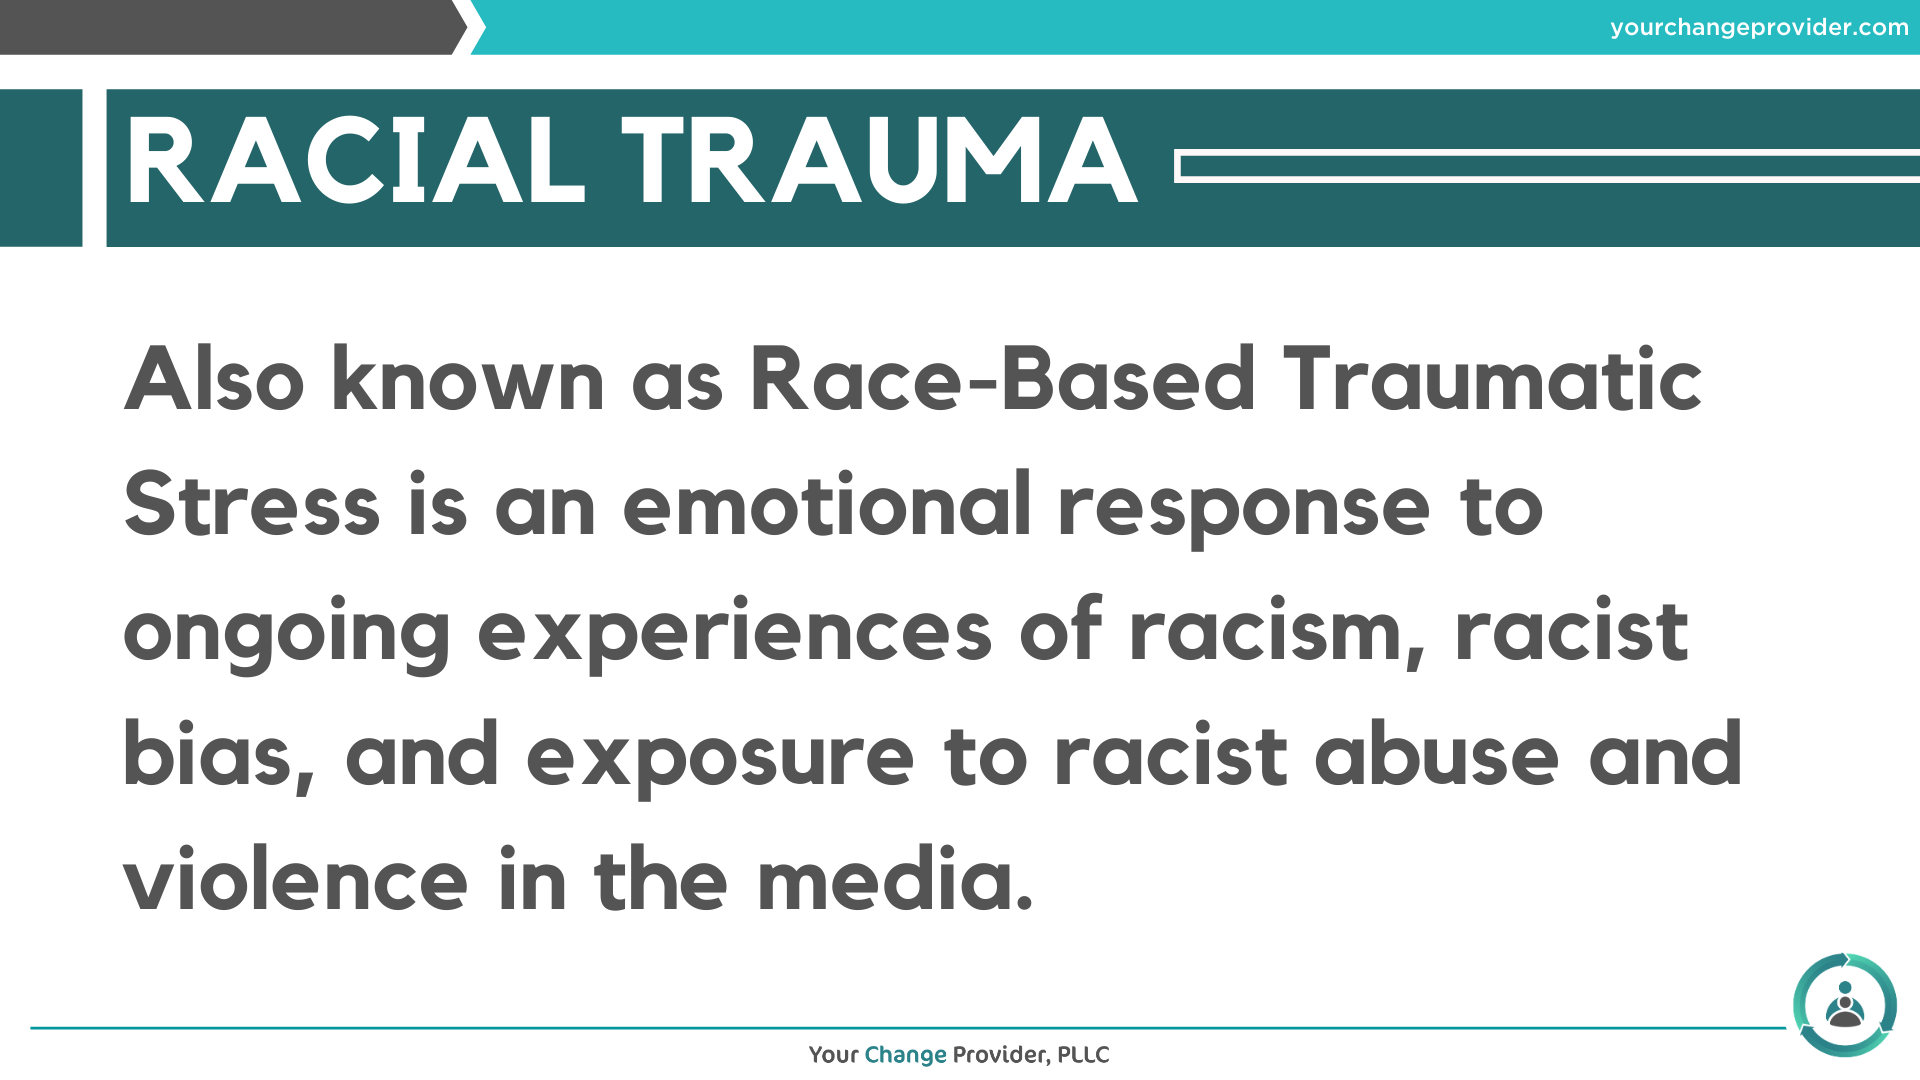 yourchangeprovider.com
RACIAL TRAUMA
Also known as Race-Based Traumatic
Stress is an emotional response to
ongoing experiences of racism, racist
bias, and exposure to racist abuse and
violence in the media.
Your Change Provider, PLLC